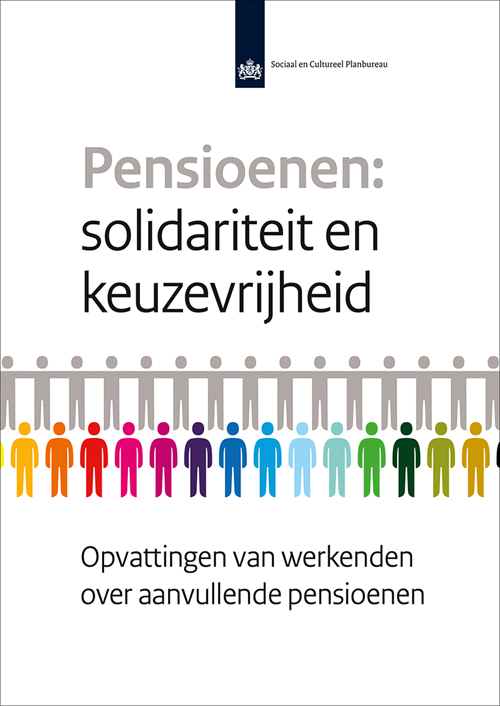 Sociaal en Cultureel Planbureau
Pensioenen:
solidariteit en
keuzevrijheid
Opvattingen van werkenden
over aanvullende pensioenen